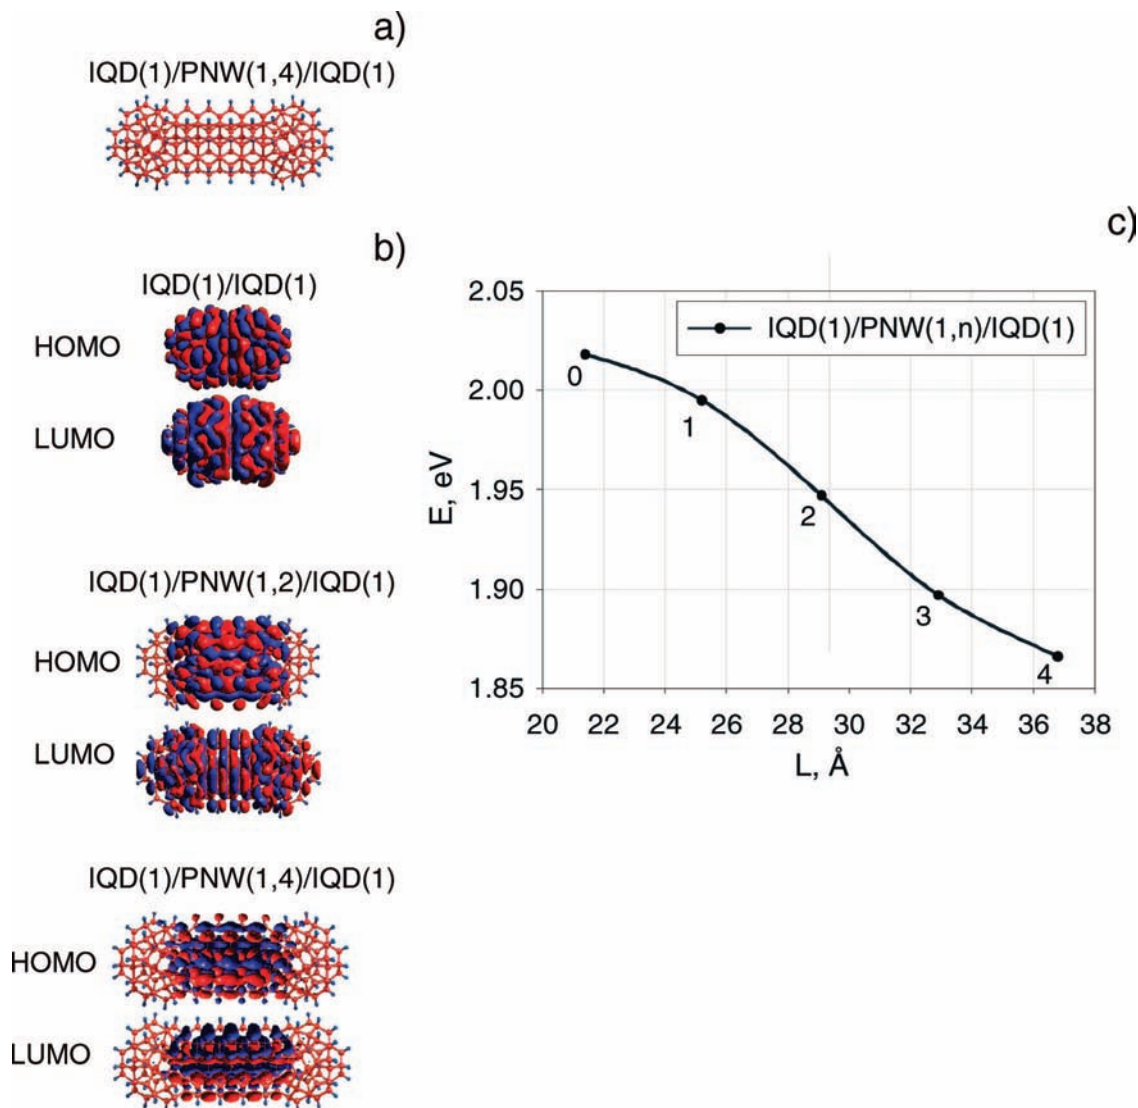 a)
IQD(1)/PNW(1,4)/IQD(1)
b)
IQD(1)/IQD(1)
HOMO
LUMO
IQD(1)/PNW(1,2)/IQD(1)
HOMO
LUMO
IQD(1)/PNW(1,4)/IQD(1)
HOMO
LUMO
c)
IQD(1)/PNW(1,n)/IQD(1)
E, eV
2.05
2.00
1.95
1.90
1.85
0
1
2
3
4
20 22 24 26 28 30 32 34 36 38
L, Å